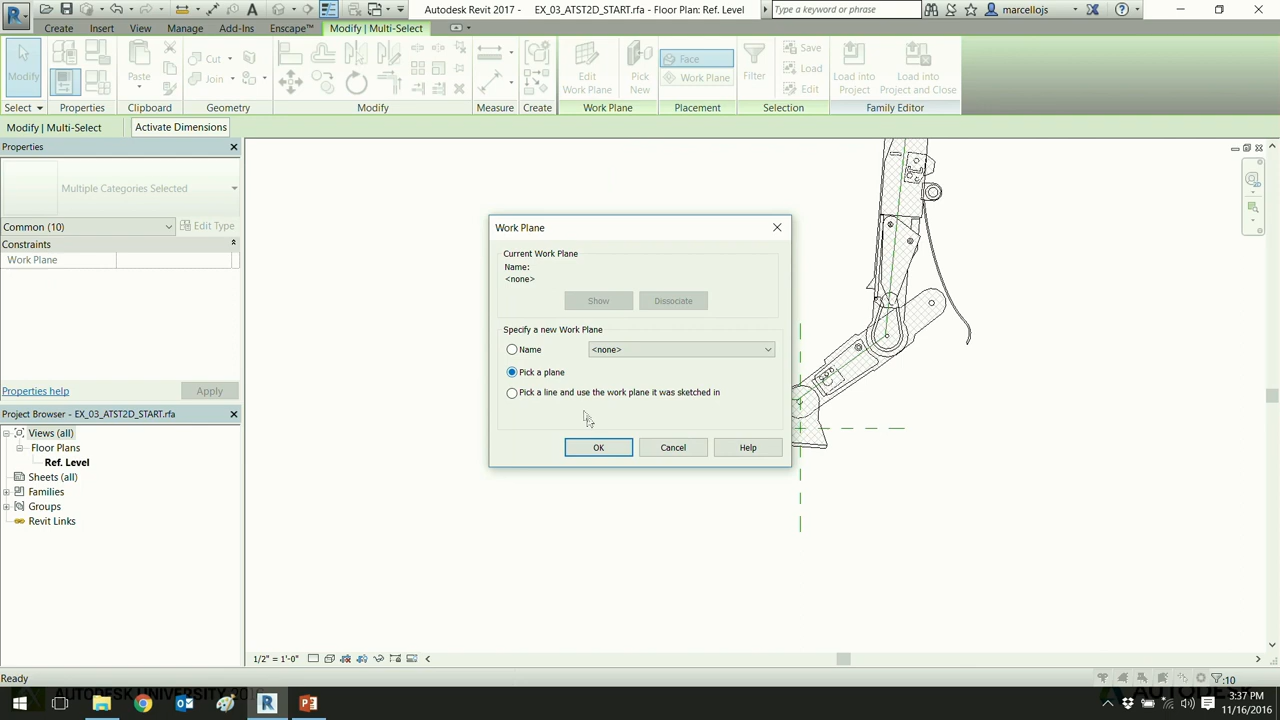 Autodesk Revit 2017 - EX_03_ATST2D_START.rfa - Floor Plan: Ref. Level
Type a keyword or phrase
marcellojs
Create Insert View Manage Add-Ins Enscape™ Modify | Multi-Select
Modify
Paste
Cut
Join
Edit
Work Plane
Pick
New
Face
Work Plane
Filter
Save
Load
Edit
Load into
Project
Load into
Project and Close
Select Properties Clipboard Geometry Modify Measure Create Work Plane Placement Selection Family Editor
Modify | Multi-Select Activate Dimensions
Properties
Multiple Categories Selected
Common (10) Edit Type
Constraints
Work Plane
Properties help Apply
Project Browser - EX_03_ATST2D_START.rfa
Views (all)
Floor Plans
Ref. Level
Sheets (all)
Families
Groups
Revit Links
Work Plane
Current Work Plane
Name:
<none>
Show Dissociate
Specify a new Work Plane
Name <none>
Pick a plane
Pick a line and use the work plane it was sketched in
OK Cancel Help
1/2" = 1'-0"
Ready
:10
AUTODESK UNIVERSITY
3:37 PM
11/16/2016